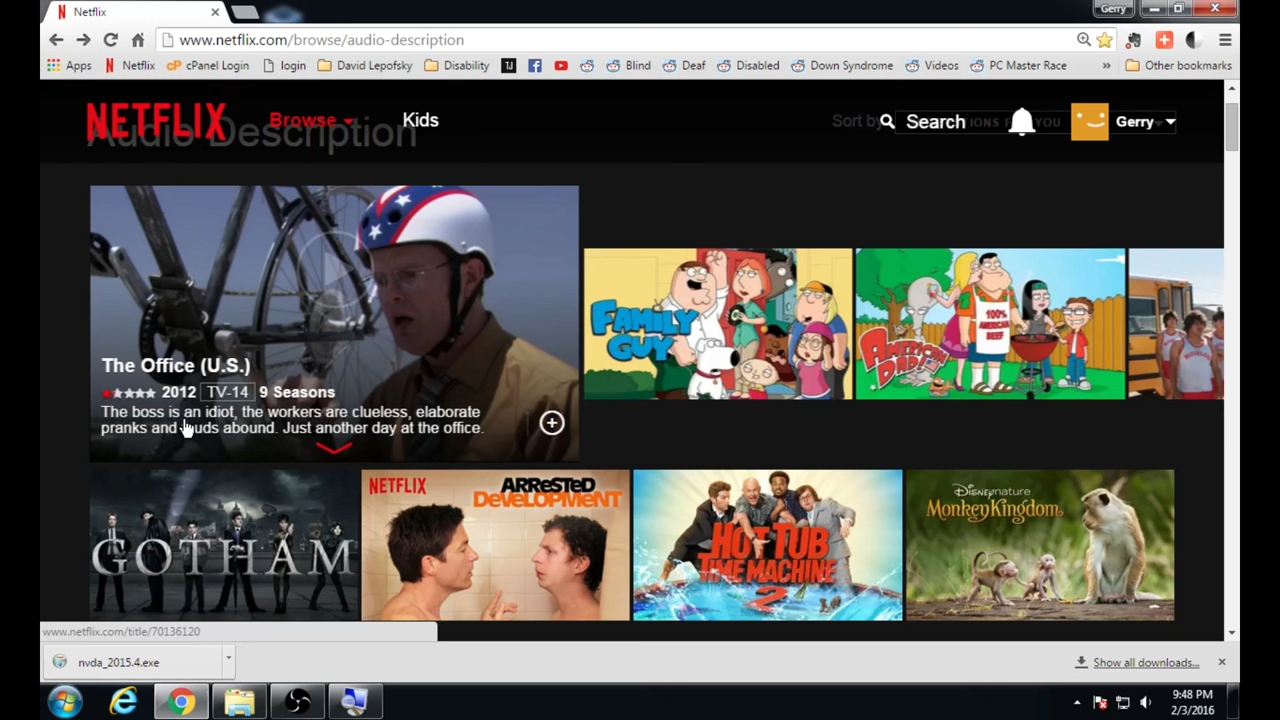 Netflix
Gerry
www.netflix.com/browse/audio-description
Apps
Netflix
cPanel Login
login
David Lepofsky
Disability
Blind
Deaf
Disabled
Down Syndrome
Videos
PC Master Race
»
Other bookmarks
NETFLIX
Browse
Kids
Audio Description
Sort by
Search
Gerry
The Office (U.S.)
2012 TV-14 9 Seasons
The boss is an idiot, the workers are clueless, elaborate
pranks and abound. Just another day at the office.
FAMILY
GUY
100%
AMERICAN
BEEF
AMERICAN
DAD!
GOTHAM
NETFLIX
ARReSTeD
DEVELOPMENT
HOT TUB
TIME MACHINE
2
Disneynature
MonkeyKingdom
www.netflix.com/title/70136120
nvda_2015.4.exe
Show all downloads...
9:48 PM
2/3/2016